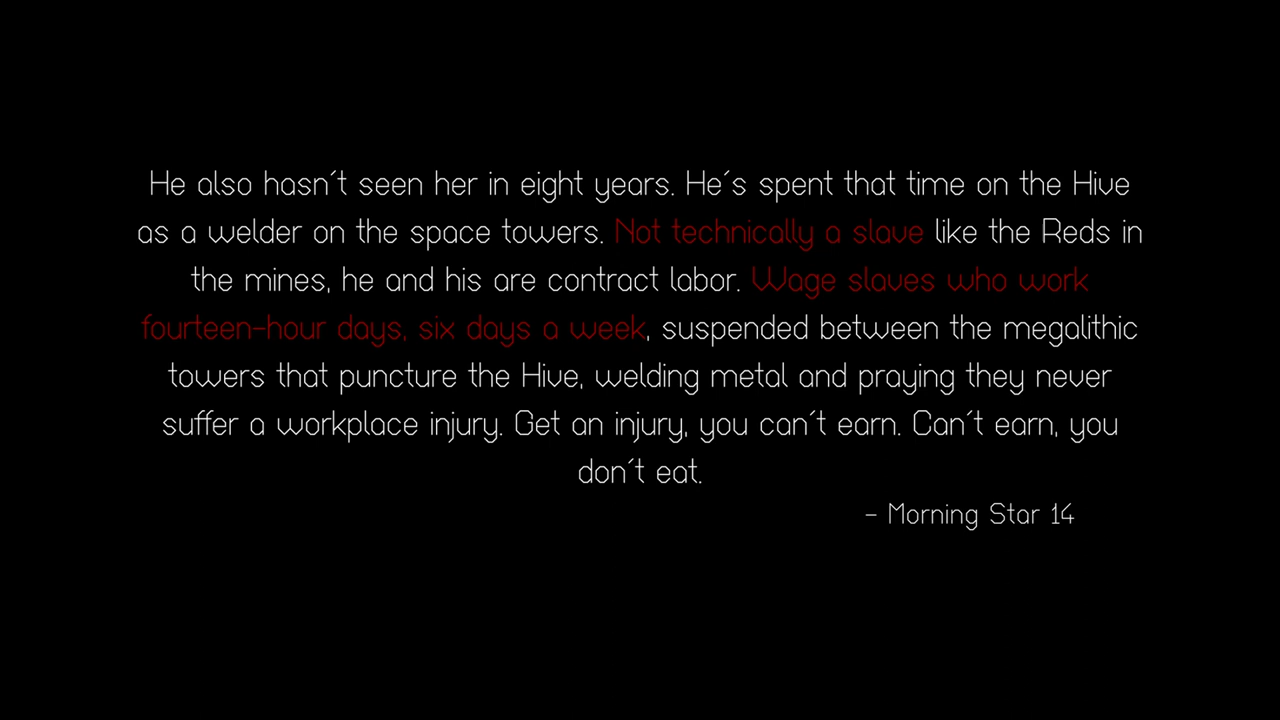 He also hasn´t seen her in eight years. He´s spent that time on the Hive
as a welder on the space towers. Not technically a slave like the Reds in
the mines, he and his are contract labor. Wage slaves who work
fourteen-hour days, six days a week, suspended between the megalithic
towers that puncture the Hive, welding metal and praying they never
suffer a workplace injury. Get an injury, you can´t earn. Can´t earn, you
don´t eat.
- Morning Star 14